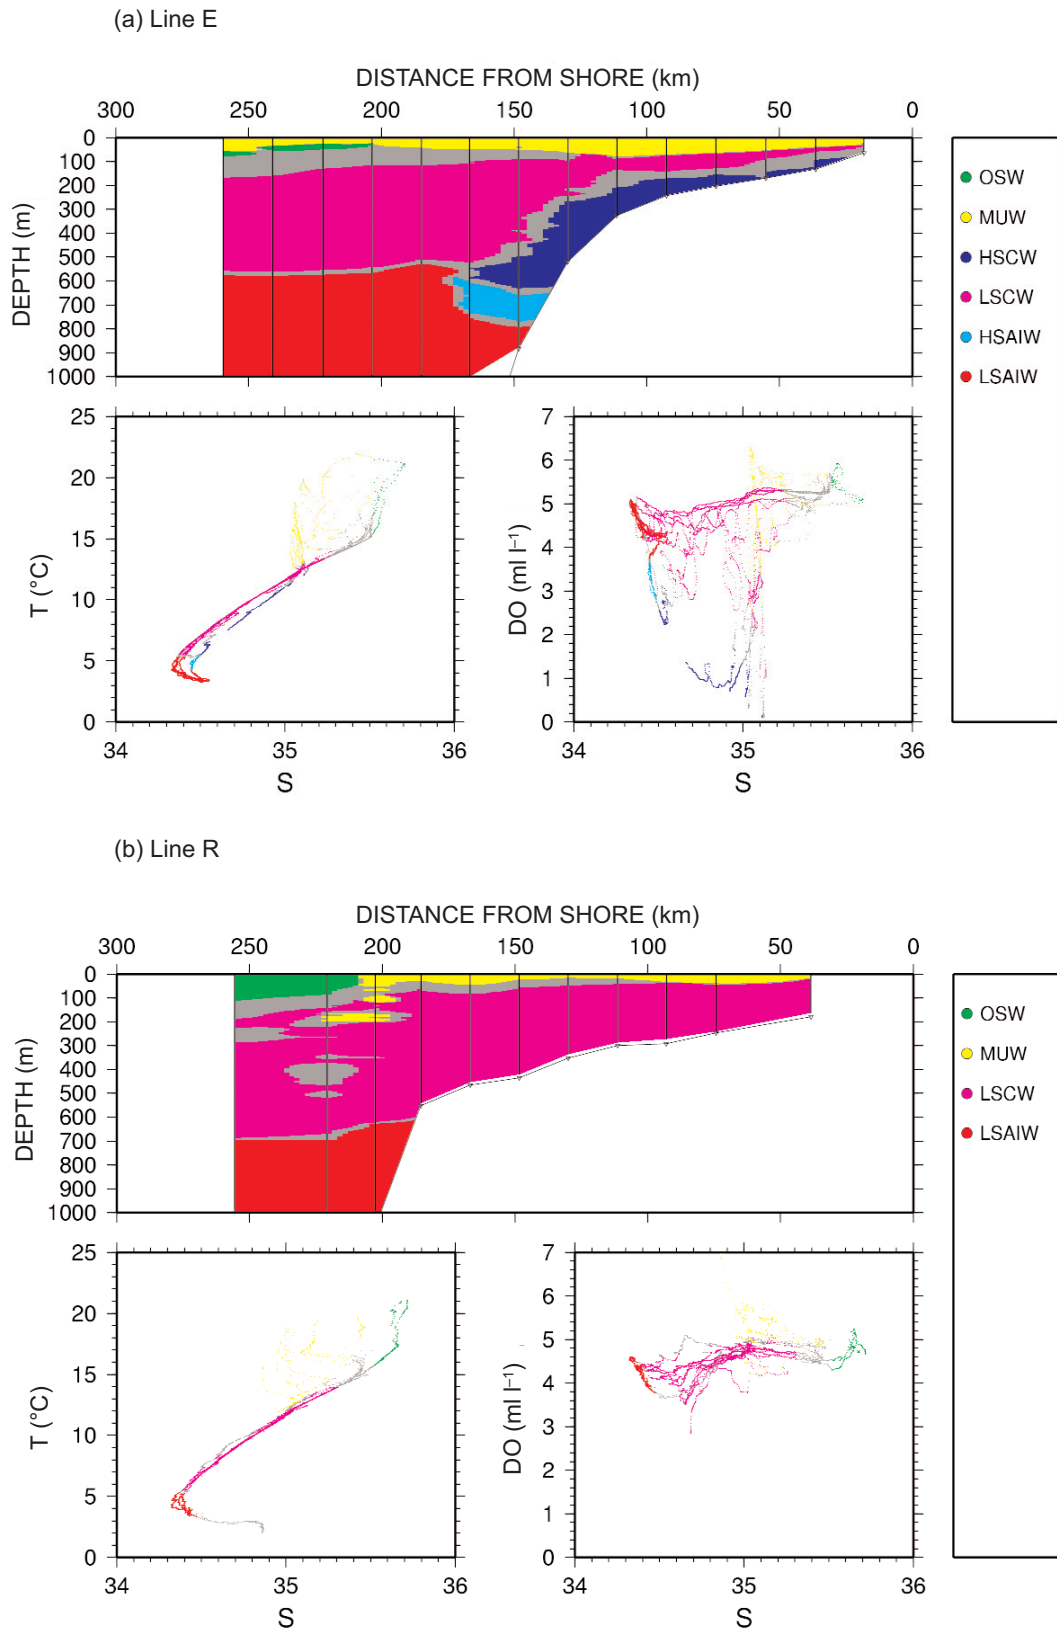 (a) Line E
DISTANCE FROM SHORE (km)
300 250 200 150 100 50 0
DEPTH (m)
0
100
200
300
400
500
600
700
800
900
1000
OSW
MUW
HSCW
LSCW
HSAIW
LSAIW
T (°C)
25
20
15
10
5
0
34 35 36
S
DO (ml l⁻¹)
7
6
5
4
3
2
1
0
34 35 36
S
(b) Line R
DISTANCE FROM SHORE (km)
300 250 200 150 100 50 0
DEPTH (m)
0
100
200
300
400
500
600
700
800
900
1000
OSW
MUW
LSCW
LSAIW
T (°C)
25
20
15
10
5
0
34 35 36
S
DO (ml l⁻¹)
7
6
5
4
3
2
1
0
34 35 36
S